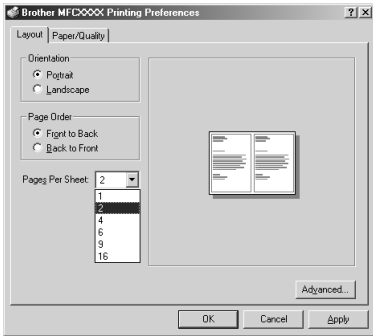 Brother MFCXXXX Printing Preferences
Layout Paper/Quality
Orientation
Portrait
Landscape
Page Order
Front to Back
Back to Front
Pages Per Sheet: 2
1
2
4
6
9
16
Advanced...
OK Cancel Apply